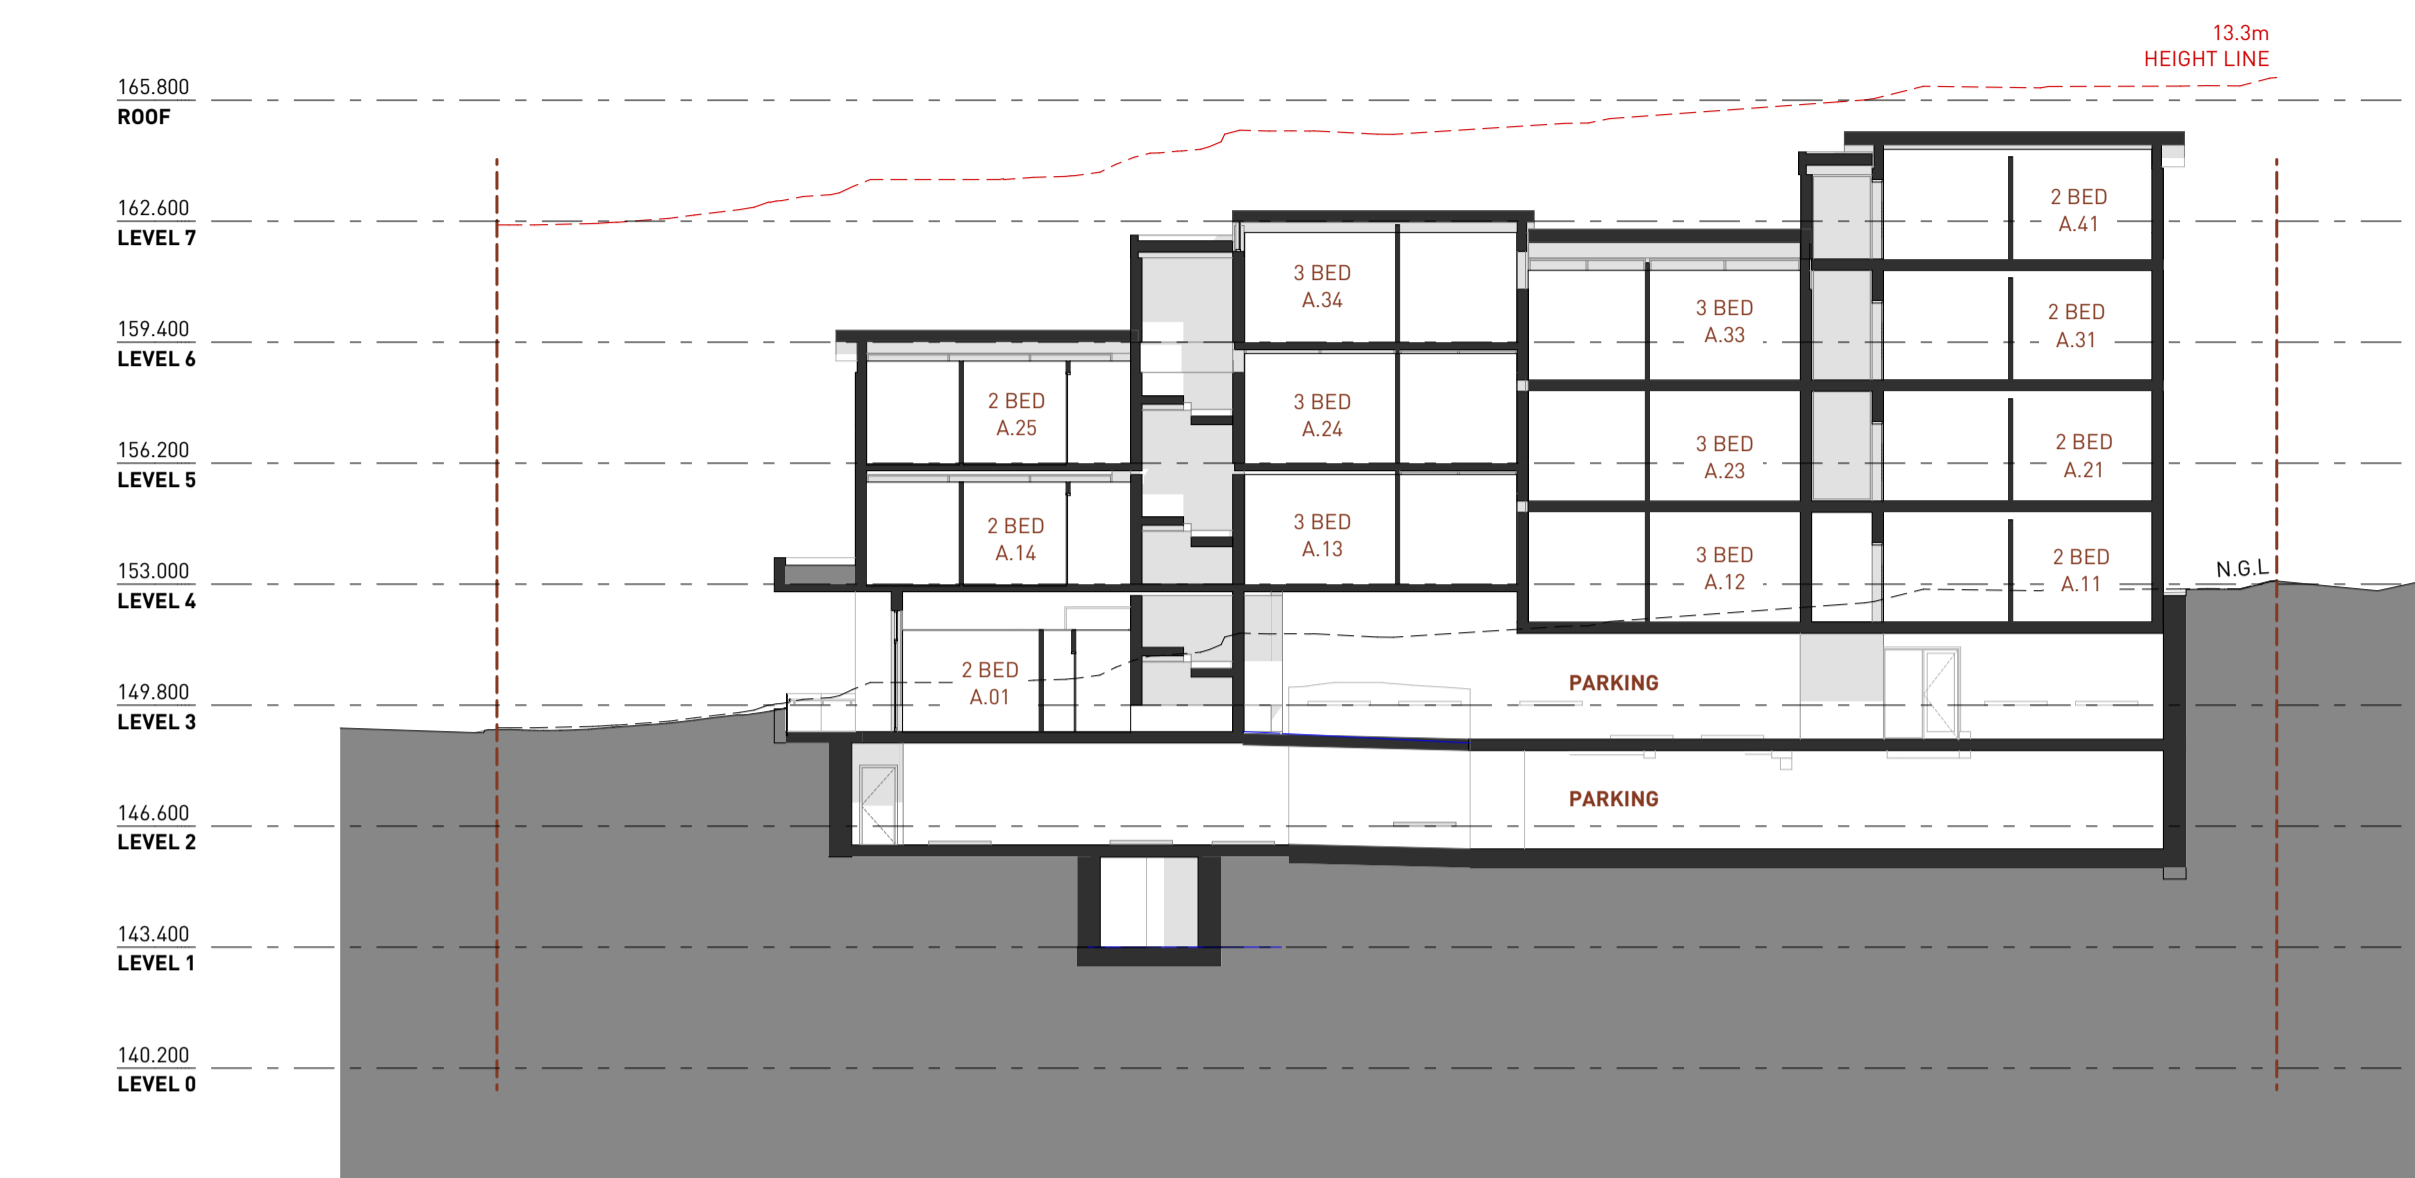 13.3m
HEIGHT LINE
165.800
ROOF
162.600
LEVEL 7
2 BED
A.41
3 BED
A.34
3 BED
A.33
2 BED
A.31
159.400
LEVEL 6
2 BED
A.25
3 BED
A.24
3 BED
A.23
2 BED
A.21
156.200
LEVEL 5
2 BED
A.14
3 BED
A.13
3 BED
A.12
2 BED
A.11
N.G.L
153.000
LEVEL 4
2 BED
A.01
PARKING
149.800
LEVEL 3
PARKING
146.600
LEVEL 2
143.400
LEVEL 1
140.200
LEVEL 0